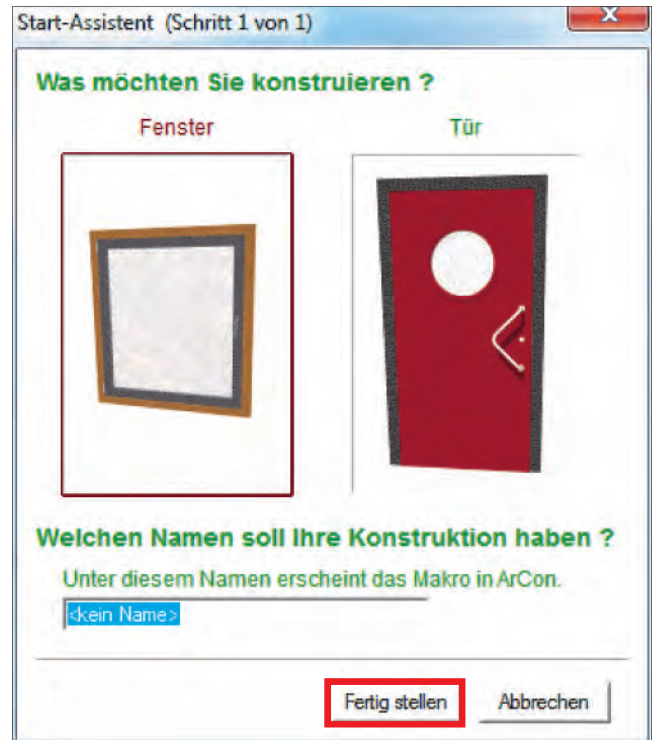 Start-Assistent (Schritt 1 von 1)
Was möchten Sie konstruieren ?
Fenster
Tür
Welchen Namen soll Ihre Konstruktion haben ?
Unter diesem Namen erscheint das Makro in ArCon.
<kein Name>
Fertig stellen
Abbrechen